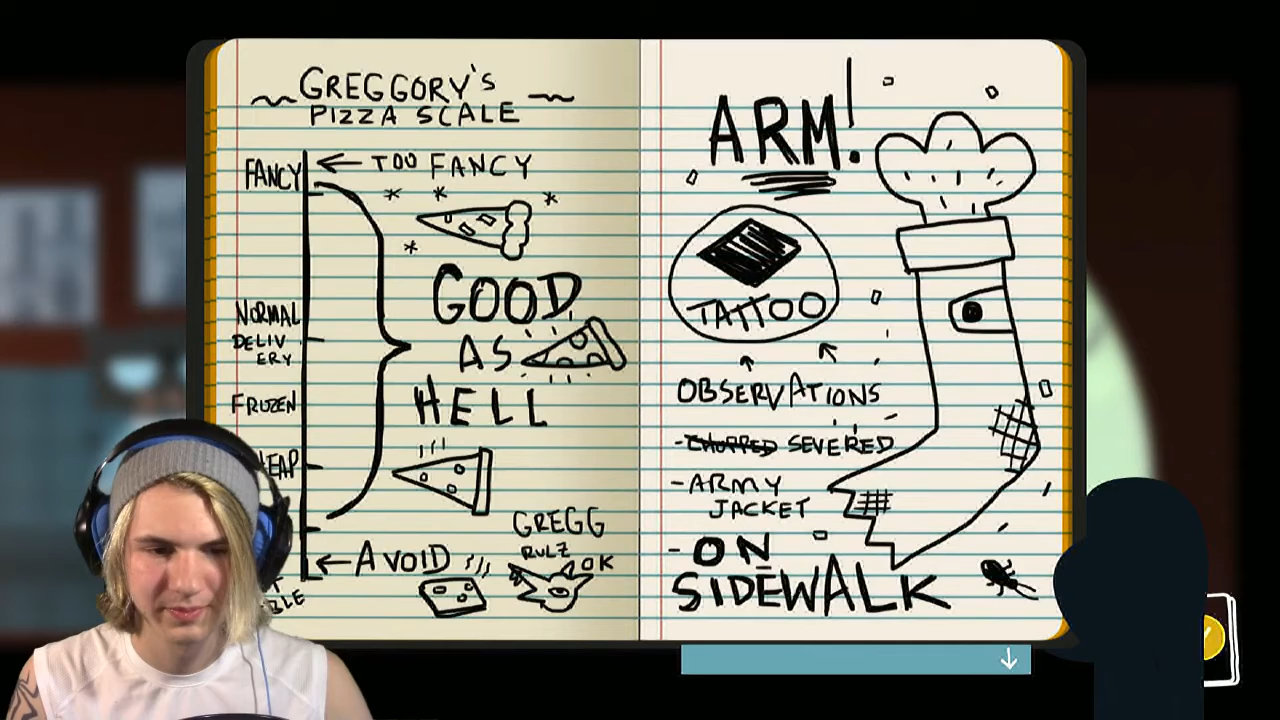 GREGGORY'S
PIZZA SCALE
FANCY
TOO FANCY
GOOD
AS
HELL
NORMAL
DELIV
ERY
FROZEN
AVOID
GREGG
RULZ
OK
ARM!
TATTOO
OBSERVATIONS
-CHOPPED SEVERED
-ARMY
JACKET
-ON
SIDEWALK